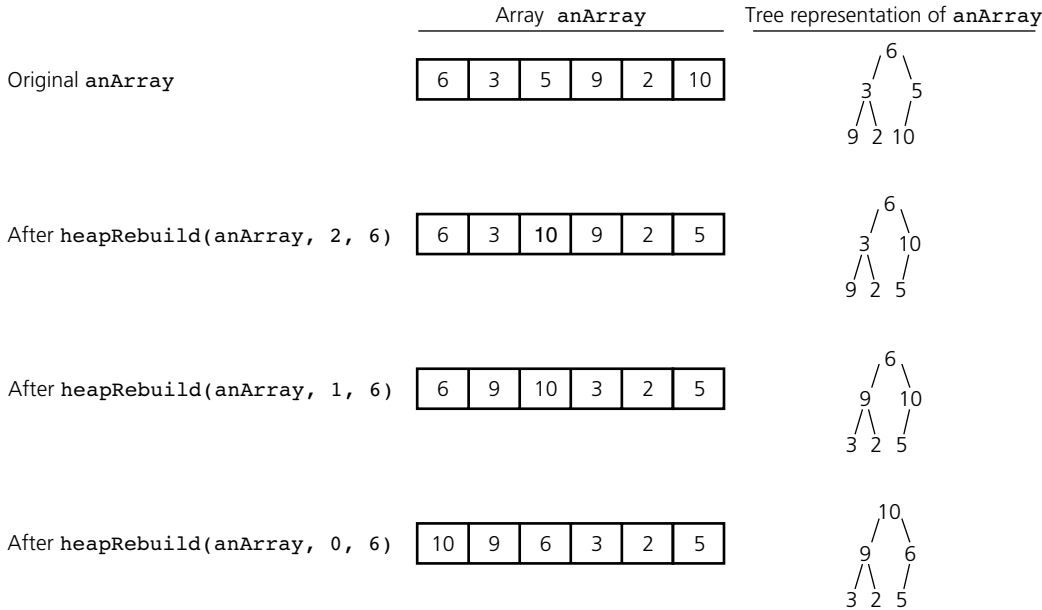 Array anArray Tree representation of anArray
Original anArray 6 3 5 9 2 10
6
3 5
9 2 10
After heapRebuild(anArray, 2, 6) 6 3 10 9 2 5
6
3 10
9 2 5
After heapRebuild(anArray, 1, 6) 6 9 10 3 2 5
6
9 10
3 2 5
After heapRebuild(anArray, 0, 6) 10 9 6 3 2 5
10
9 6
3 2 5